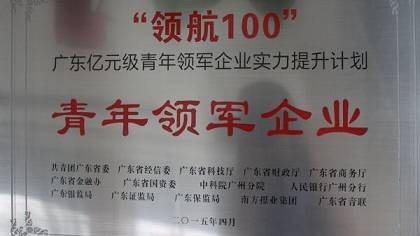 “领航100”
广东亿元级青年领军企业实力提升计划
青年领军企业
共青团广东省委 广东省经信委 广东省科技厅 广东省财政厅 广东省商务厅
广东省金融办 广东省国资委 中科院广州分院 人民银行广州分行
广东银监局 广东证监局 广东保监局 南方报业集团 广东省青联
二〇一五年四月